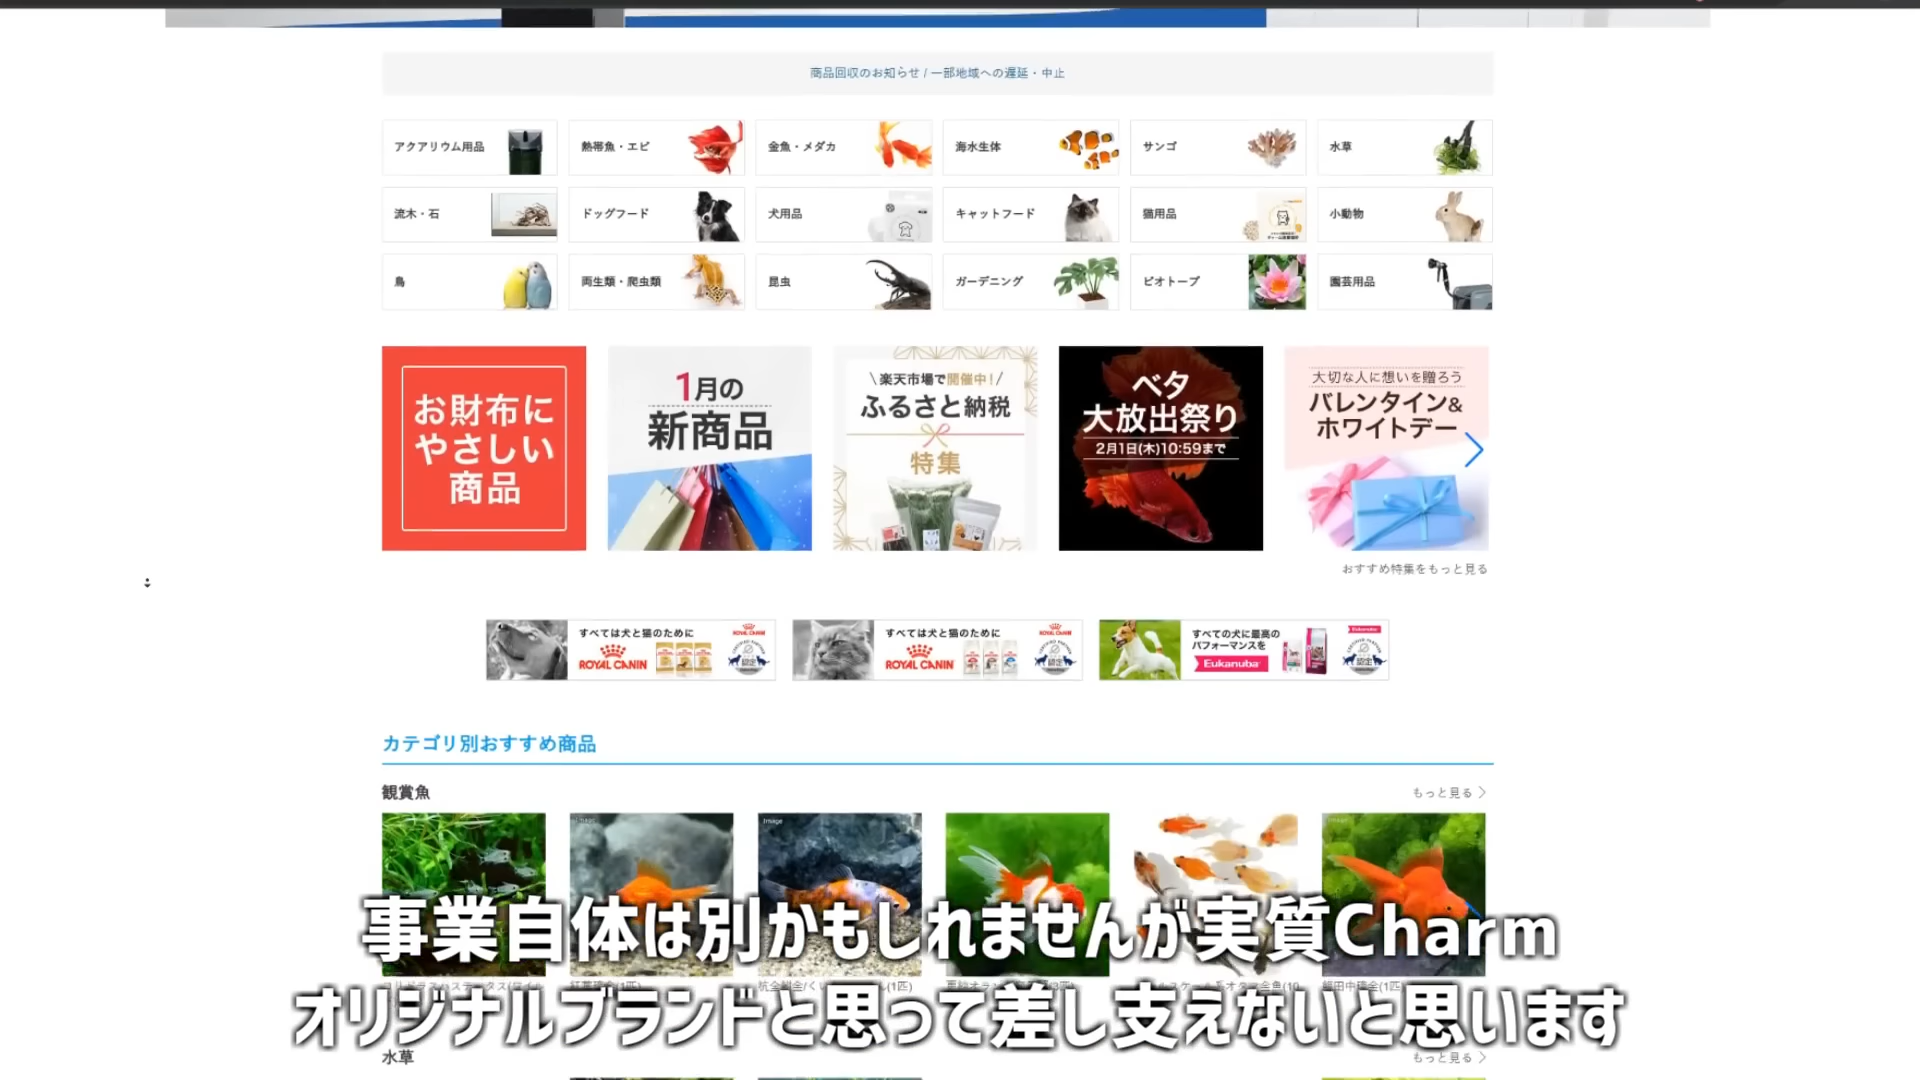 商品回収のお知らせ / 一部地域への遅延・中止
アクアリウム用品
熱帯魚・エビ
金魚・メダカ
海水生体
サンゴ
水草
流木・石
ドッグフード
犬用品
キャットフード
猫用品
小動物
鳥
両生類・爬虫類
昆虫
ガーデニング
ビオトープ
園芸用品
お財布に
やさしい
商品
1月の
新商品
\楽天市場で開催中!/
ふるさと納税
特集
ベタ
大放出祭り
2月1日(木)10:59まで
大切な人に想いを贈ろう
バレンタイン&
ホワイトデー
おすすめ特集をもっと見る
すべては犬と猫のために
ROYAL CANIN
ROYAL CANIN
認定
すべては犬と猫のために
ROYAL CANIN
ROYAL CANIN
認定
すべての犬に最高の
パフォーマンスを
Eukanuba
Eukanuba
認定
カテゴリ別おすすめ商品
観賞魚
もっと見る
Image
Image
Image
事業自体は別かもしれませんが実質Charm
オリジナルブランドと思って差し支えないと思います
水草
もっと見る